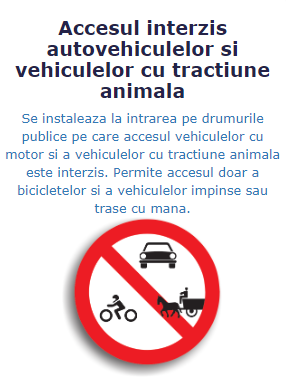 Accesul interzis
autovehiculelor si
vehiculelor cu tractiune
animala
Se instaleaza la intrarea pe drumurile
publice pe care accesul vehiculelor cu
motor si a vehiculelor cu tractiune animala
este interzis. Permite accesul doar a
bicicletelor si a vehiculelor impinse sau
trase cu mana.